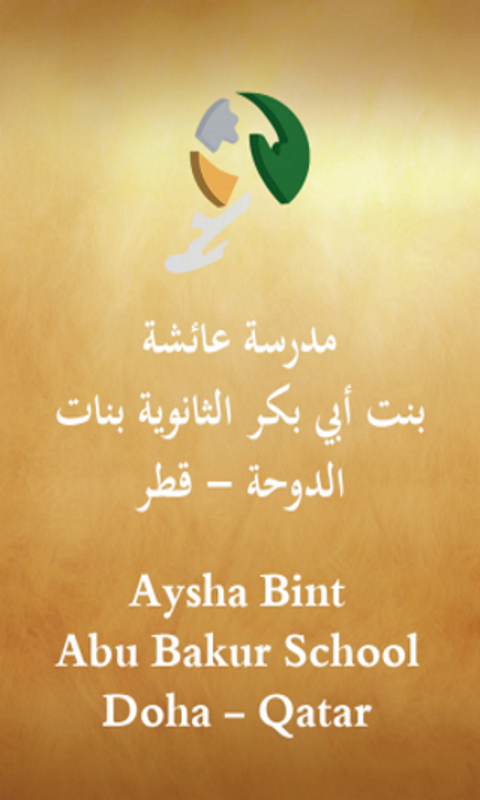 مدرسة عائشة
بنت أبي بكر الثانوية بنات
الدوحة – قطر
Aysha Bint
Abu Bakur School
Doha – Qatar